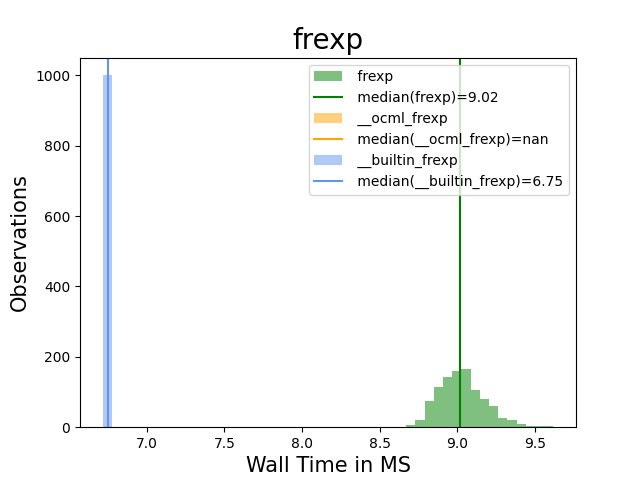 frexp
Observations
1000
800
600
400
200
0
frexp
median(frexp)=9.02
__ocml_frexp
median(__ocml_frexp)=nan
__builtin_frexp
median(__builtin_frexp)=6.75
7.0 7.5 8.0 8.5 9.0 9.5
Wall Time in MS